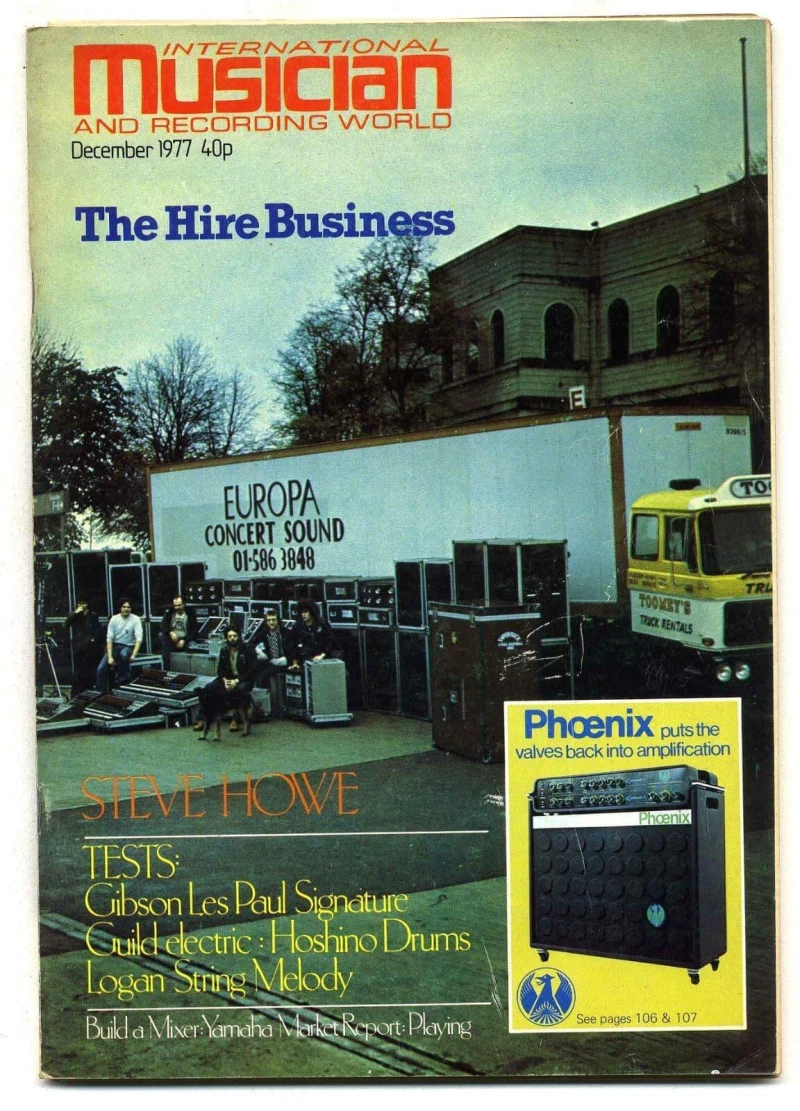 INTERNATIONAL
Musician
AND RECORDING WORLD
December 1977 40p
The Hire Business
E
EUROPA
CONCERT SOUND
01-586 3848
TOO
TOOMEY'S
TRUCK RENTALS
TRU
STEVE HOWE
TESTS:
Gibson Les Paul Signature
Guild electric : Hoshino Drums
Logan String Melody
Build a Mixer: Yamaha Market Report: Playing
Phœnix puts the
valves back into amplification
Phœnix
See pages 106 & 107